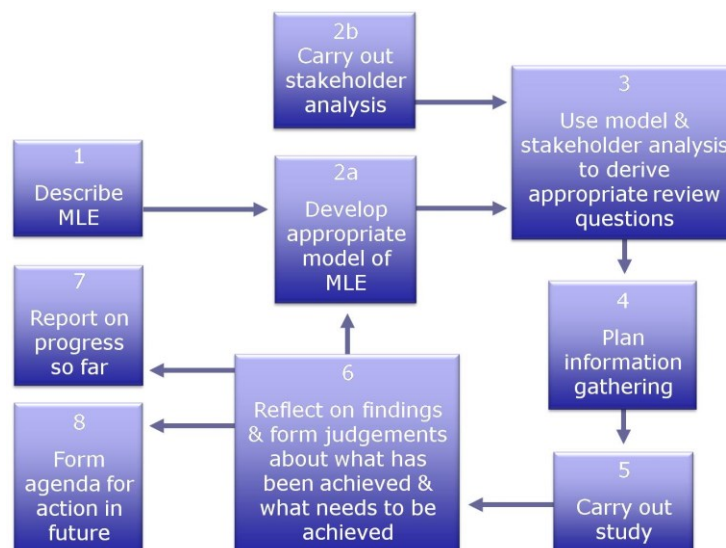 1
Describe
MLE
2a
Develop
appropriate
model of
MLE
2b
Carry out
stakeholder
analysis
3
Use model &
stakeholder analysis
to derive
appropriate review
questions
4
Plan
information
gathering
5
Carry out
study
6
Reflect on findings
& form judgements
about what has
been achieved &
what needs to be
achieved
7
Report on
progress
so far
8
Form
agenda for
action in
future